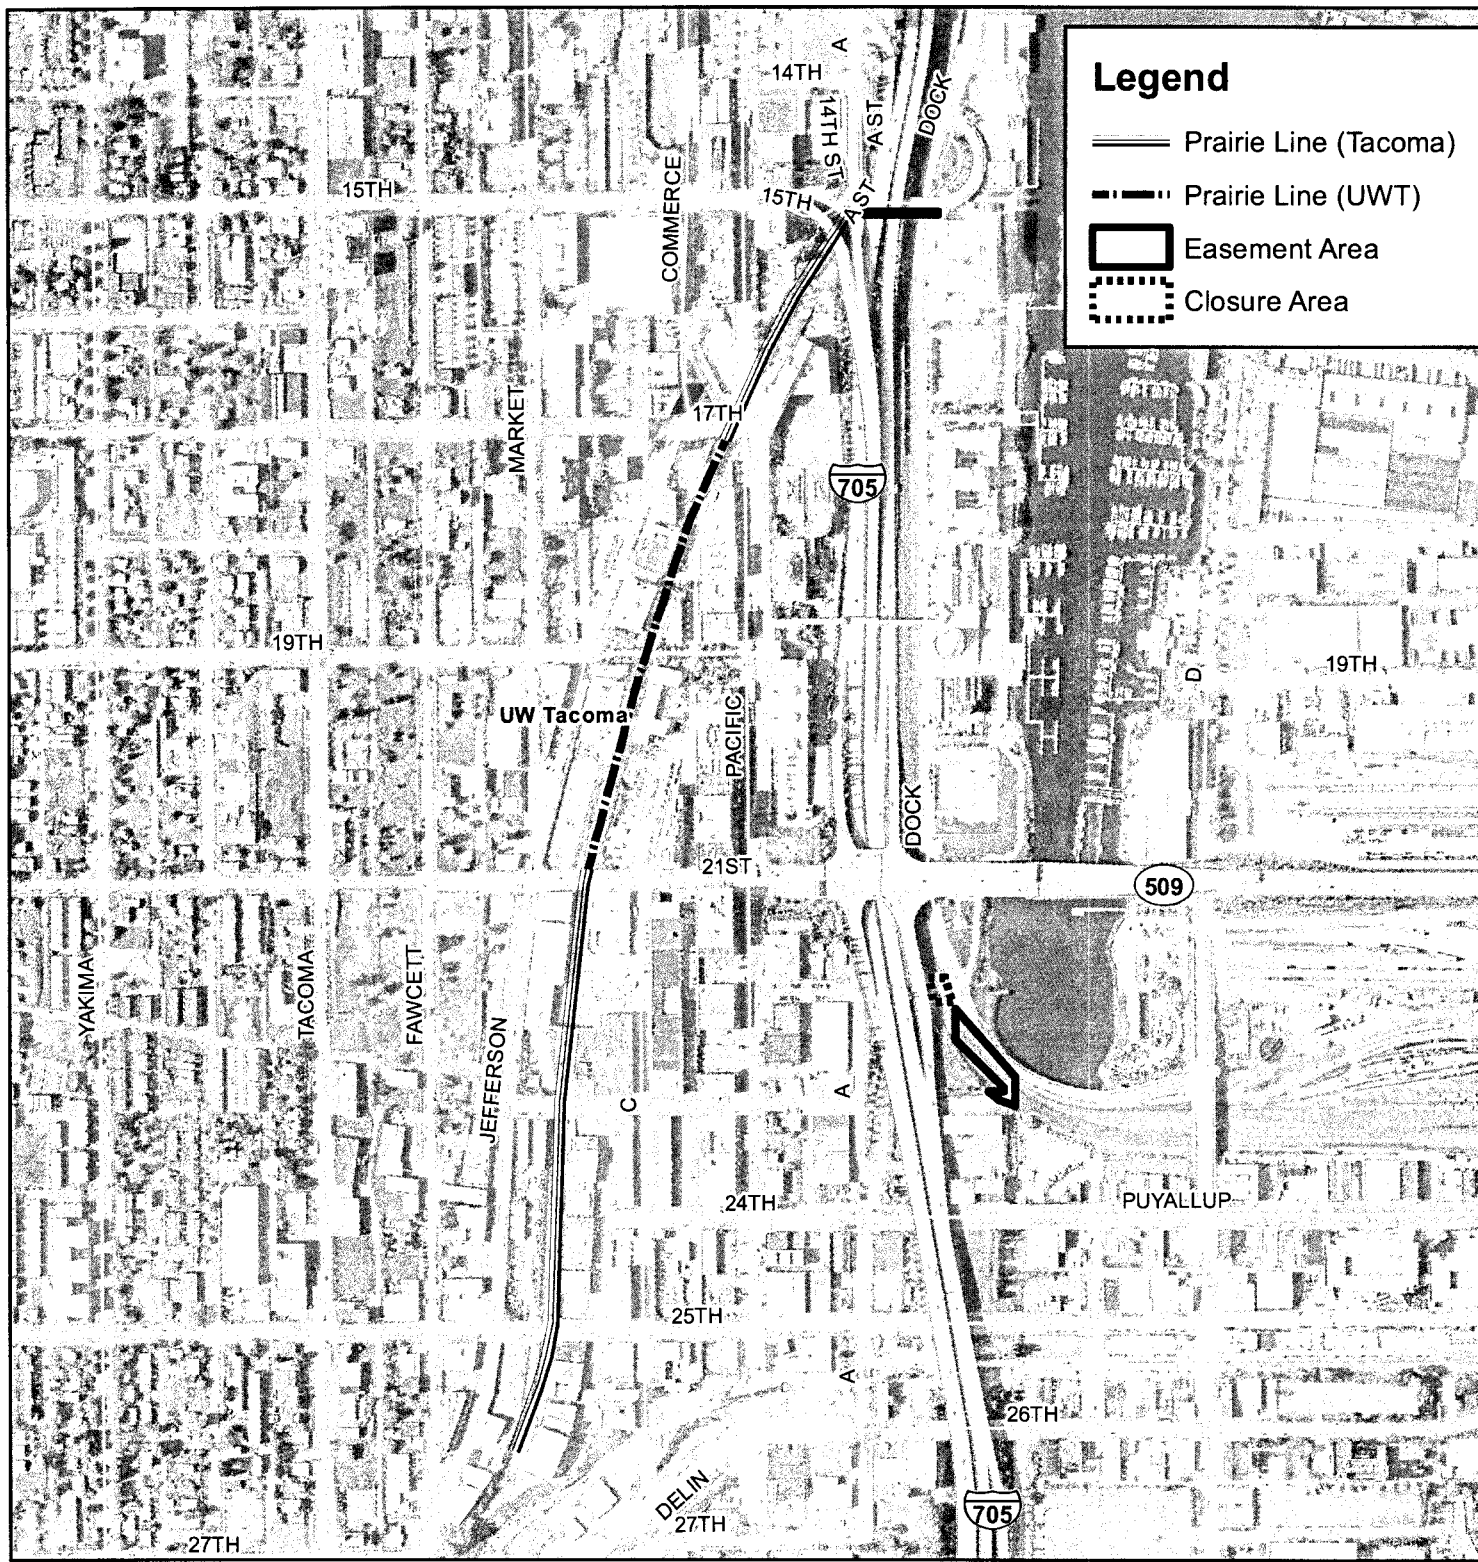 Legend
Prairie Line (Tacoma)
Prairie Line (UWT)
Easement Area
Closure Area
A
14TH
14TH ST
A ST
DOCK
15TH
COMMERCE
15TH
A ST
MARKET
17TH
705
19TH
19TH
D
UW Tacoma
PACIFIC
DOCK
21ST
509
YAKIMA
TACOMA
FAWCETT
JEFFERSON
C
A
A
24TH
PUYALLUP
25TH
A
26TH
DELIN
27TH
27TH
705